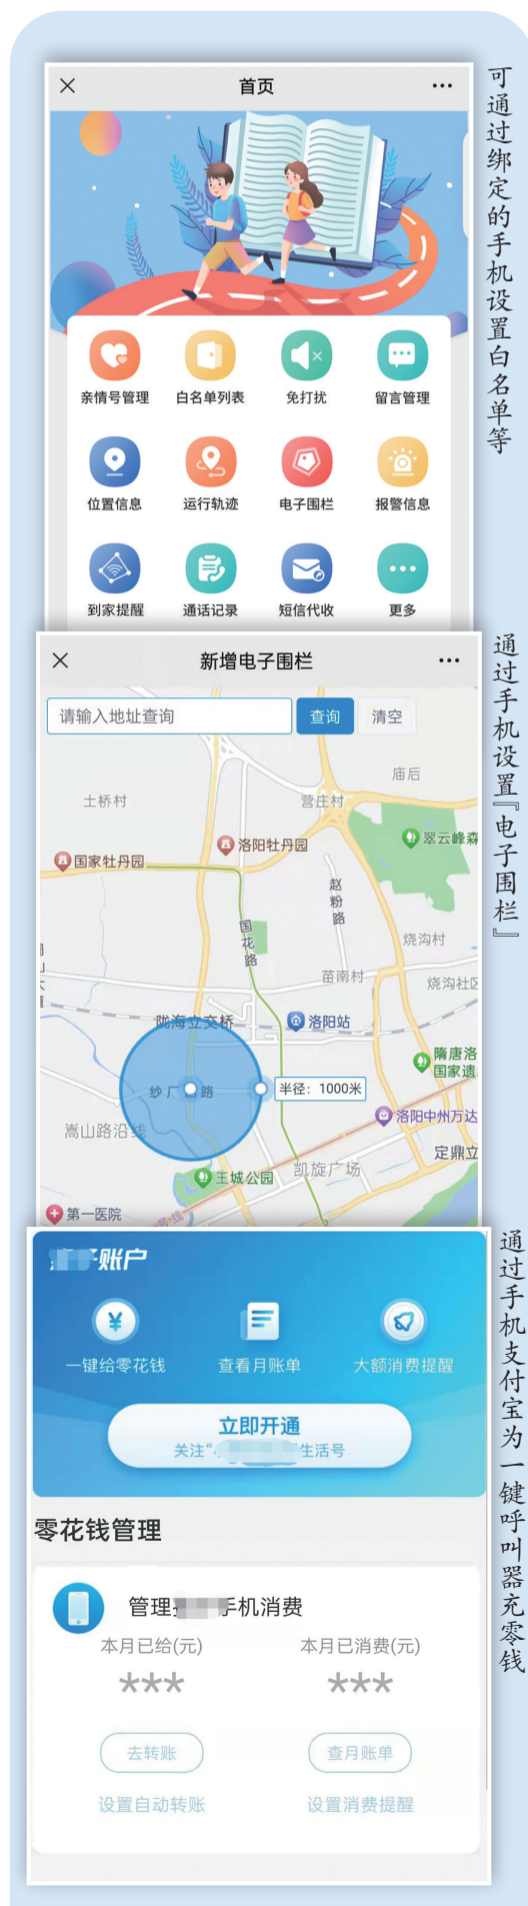 首页
可通过绑定的手机设置白名单等
亲情号管理 白名单列表 免打扰 留言管理
位置信息 运行轨迹 电子围栏 报警信息
到家提醒 通话记录 短信代收 更多
新增电子围栏
通过手机设置『电子围栏』
请输入地址查询 查询 清空
庙后
土桥村 营庄村
翠云峰森
洛阳牡丹园
国家牡丹园
赵粉路
国花路
烧沟村
苗南村 烧沟社区
陇海立交桥 洛阳站
隋唐洛
国家遗
纱厂 路 半径：1000米
洛阳中州万达
嵩山路沿线
定鼎立
凯旋广场
王城公园
第一医院
号·线
账户
通过手机支付宝为一键呼叫器充零钱
一键给零花钱 查看月账单 大额消费提醒
立即开通
关注“ 生活号
零花钱管理
管理 手机消费
本月已给(元) 本月已消费(元)
*** ***
去转账 查月账单
设置自动转账 设置消费提醒